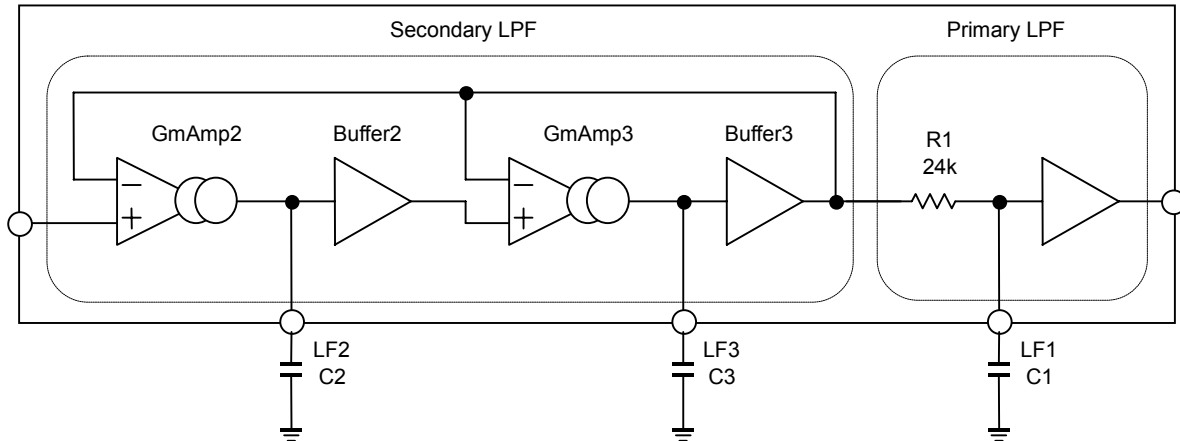 Secondary LPF
Primary LPF
GmAmp2
Buffer2
GmAmp3
Buffer3
R1
24k
−
+
−
+
LF2
C2
LF3
C3
LF1
C1